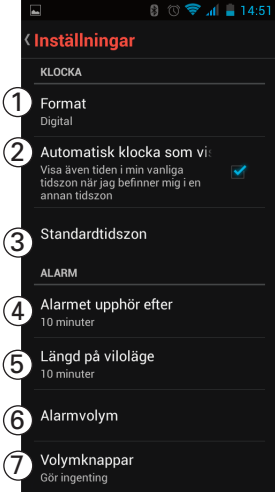 14:51
Inställningar
KLOCKA
1 Format
Digital
2 Automatisk klocka som vis
Visa även tiden i min vanliga
tidszon när jag befinner mig i en
annan tidszon
3 Standardtidszon
ALARM
4 Alarmet upphör efter
10 minuter
5 Längd på viloläge
10 minuter
6 Alarmvolym
7 Volymknappar
Gör ingenting